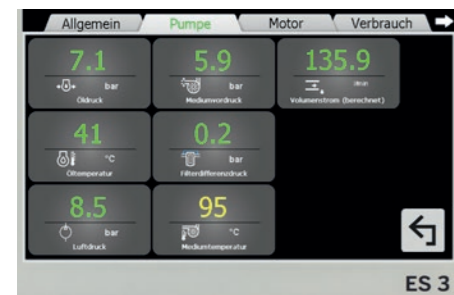 Allgemein Pumpe Motor Verbrauch
7.1 5.9 135.9
bar bar l/min
Öldruck Mediumvordruck Volumenstrom (berechnet)
41 0.2
°C bar
Öltemperatur Filterdifferenzdruck
8.5 95
bar °C
Luftdruck Mediumtemperatur
ES 3